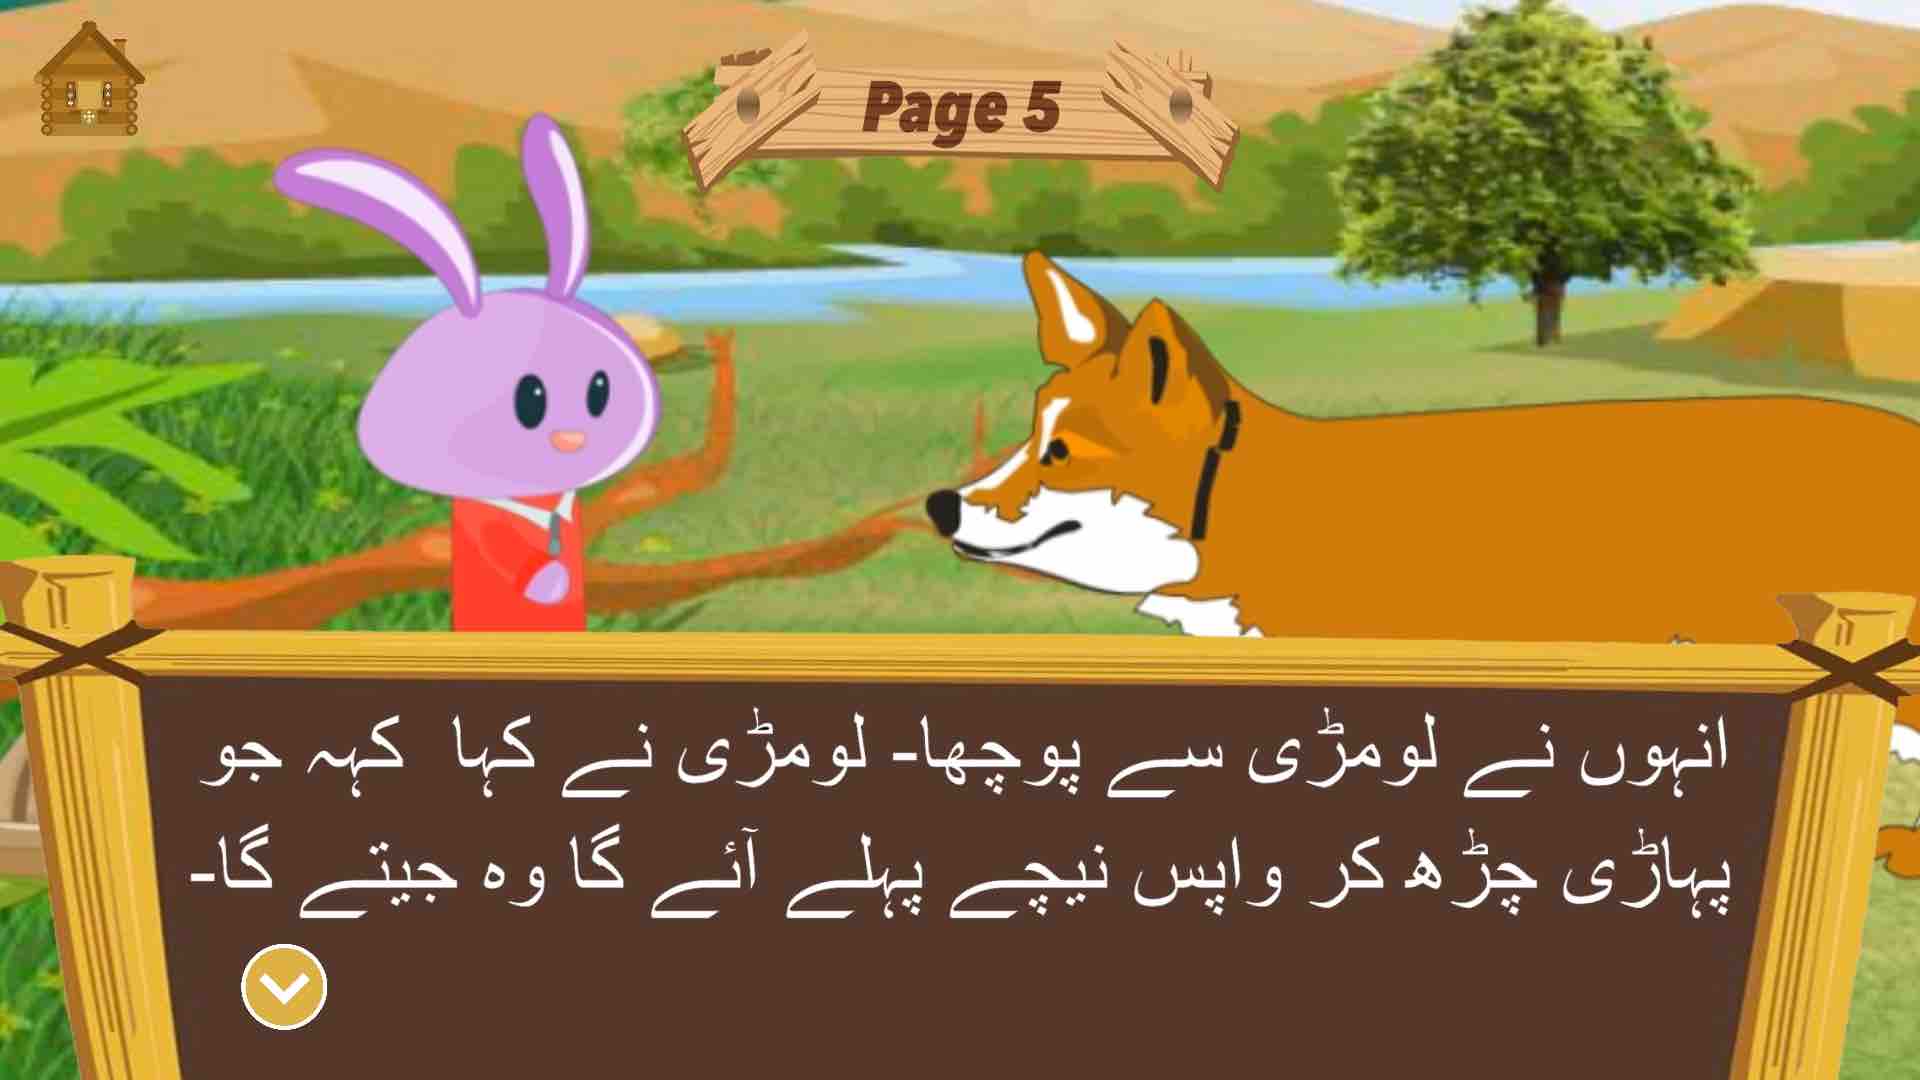 Page 5
انہوں نے لومڑی سے پوچھا۔ لومڑی نے کہا کہہ جو
پہاڑی چڑھ کر واپس نیچے پہلے آئے گا وہ جیتے گا۔